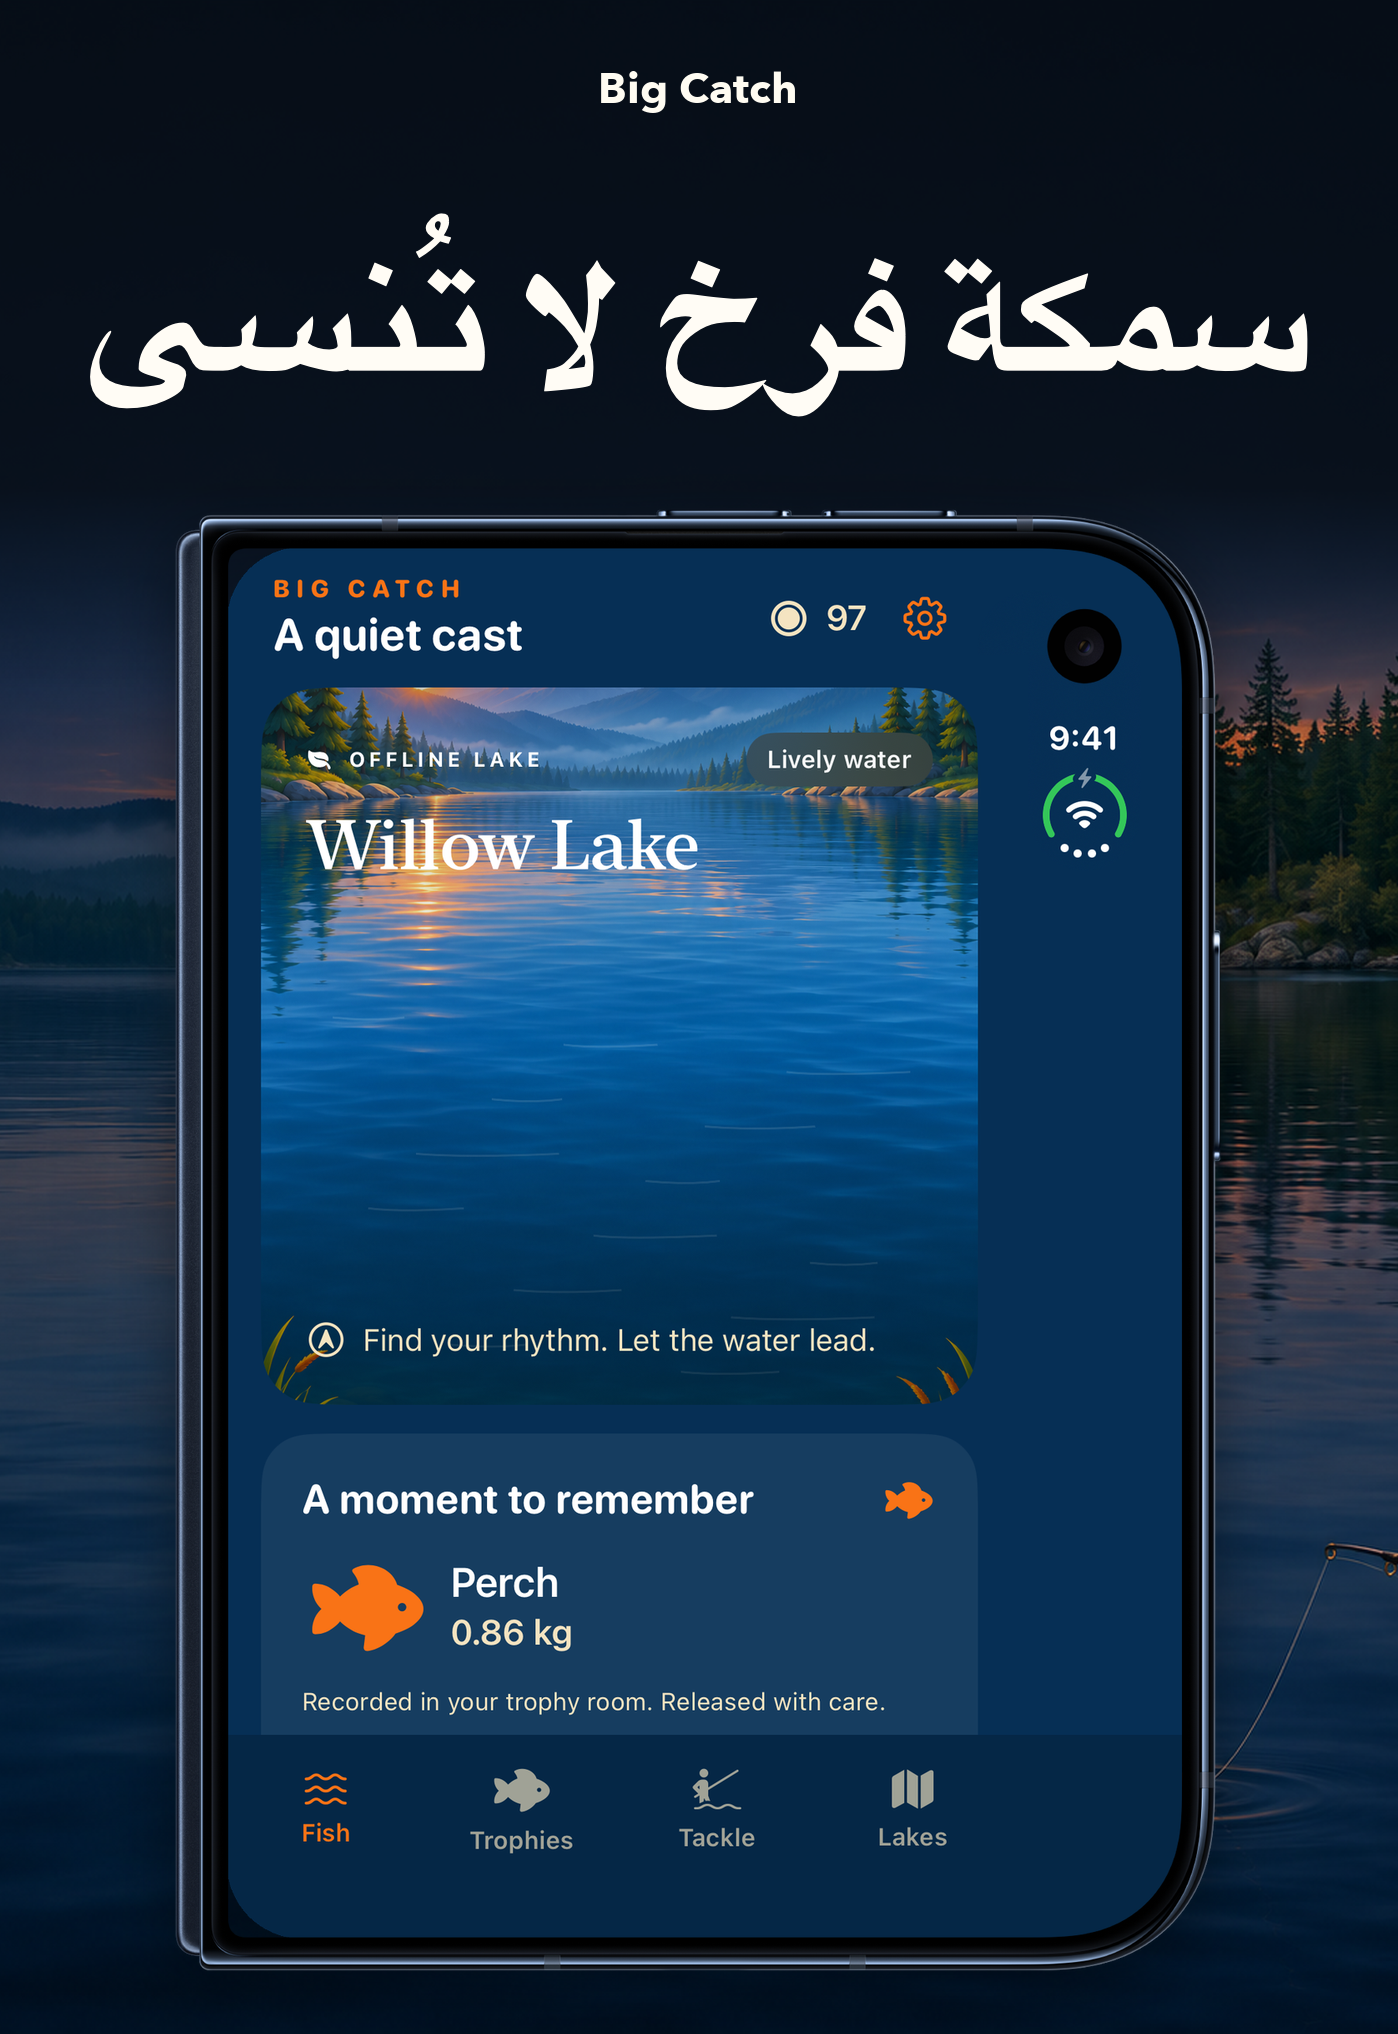 Big Catch
سمكة فرخ لا تُنسى
BIG CATCH
A quiet cast
97
9:41
OFFLINE LAKE
Lively water
Willow Lake
Find your rhythm. Let the water lead.
A moment to remember
Perch
0.86 kg
Recorded in your trophy room. Released with care.
Fish
Trophies
Tackle
Lakes